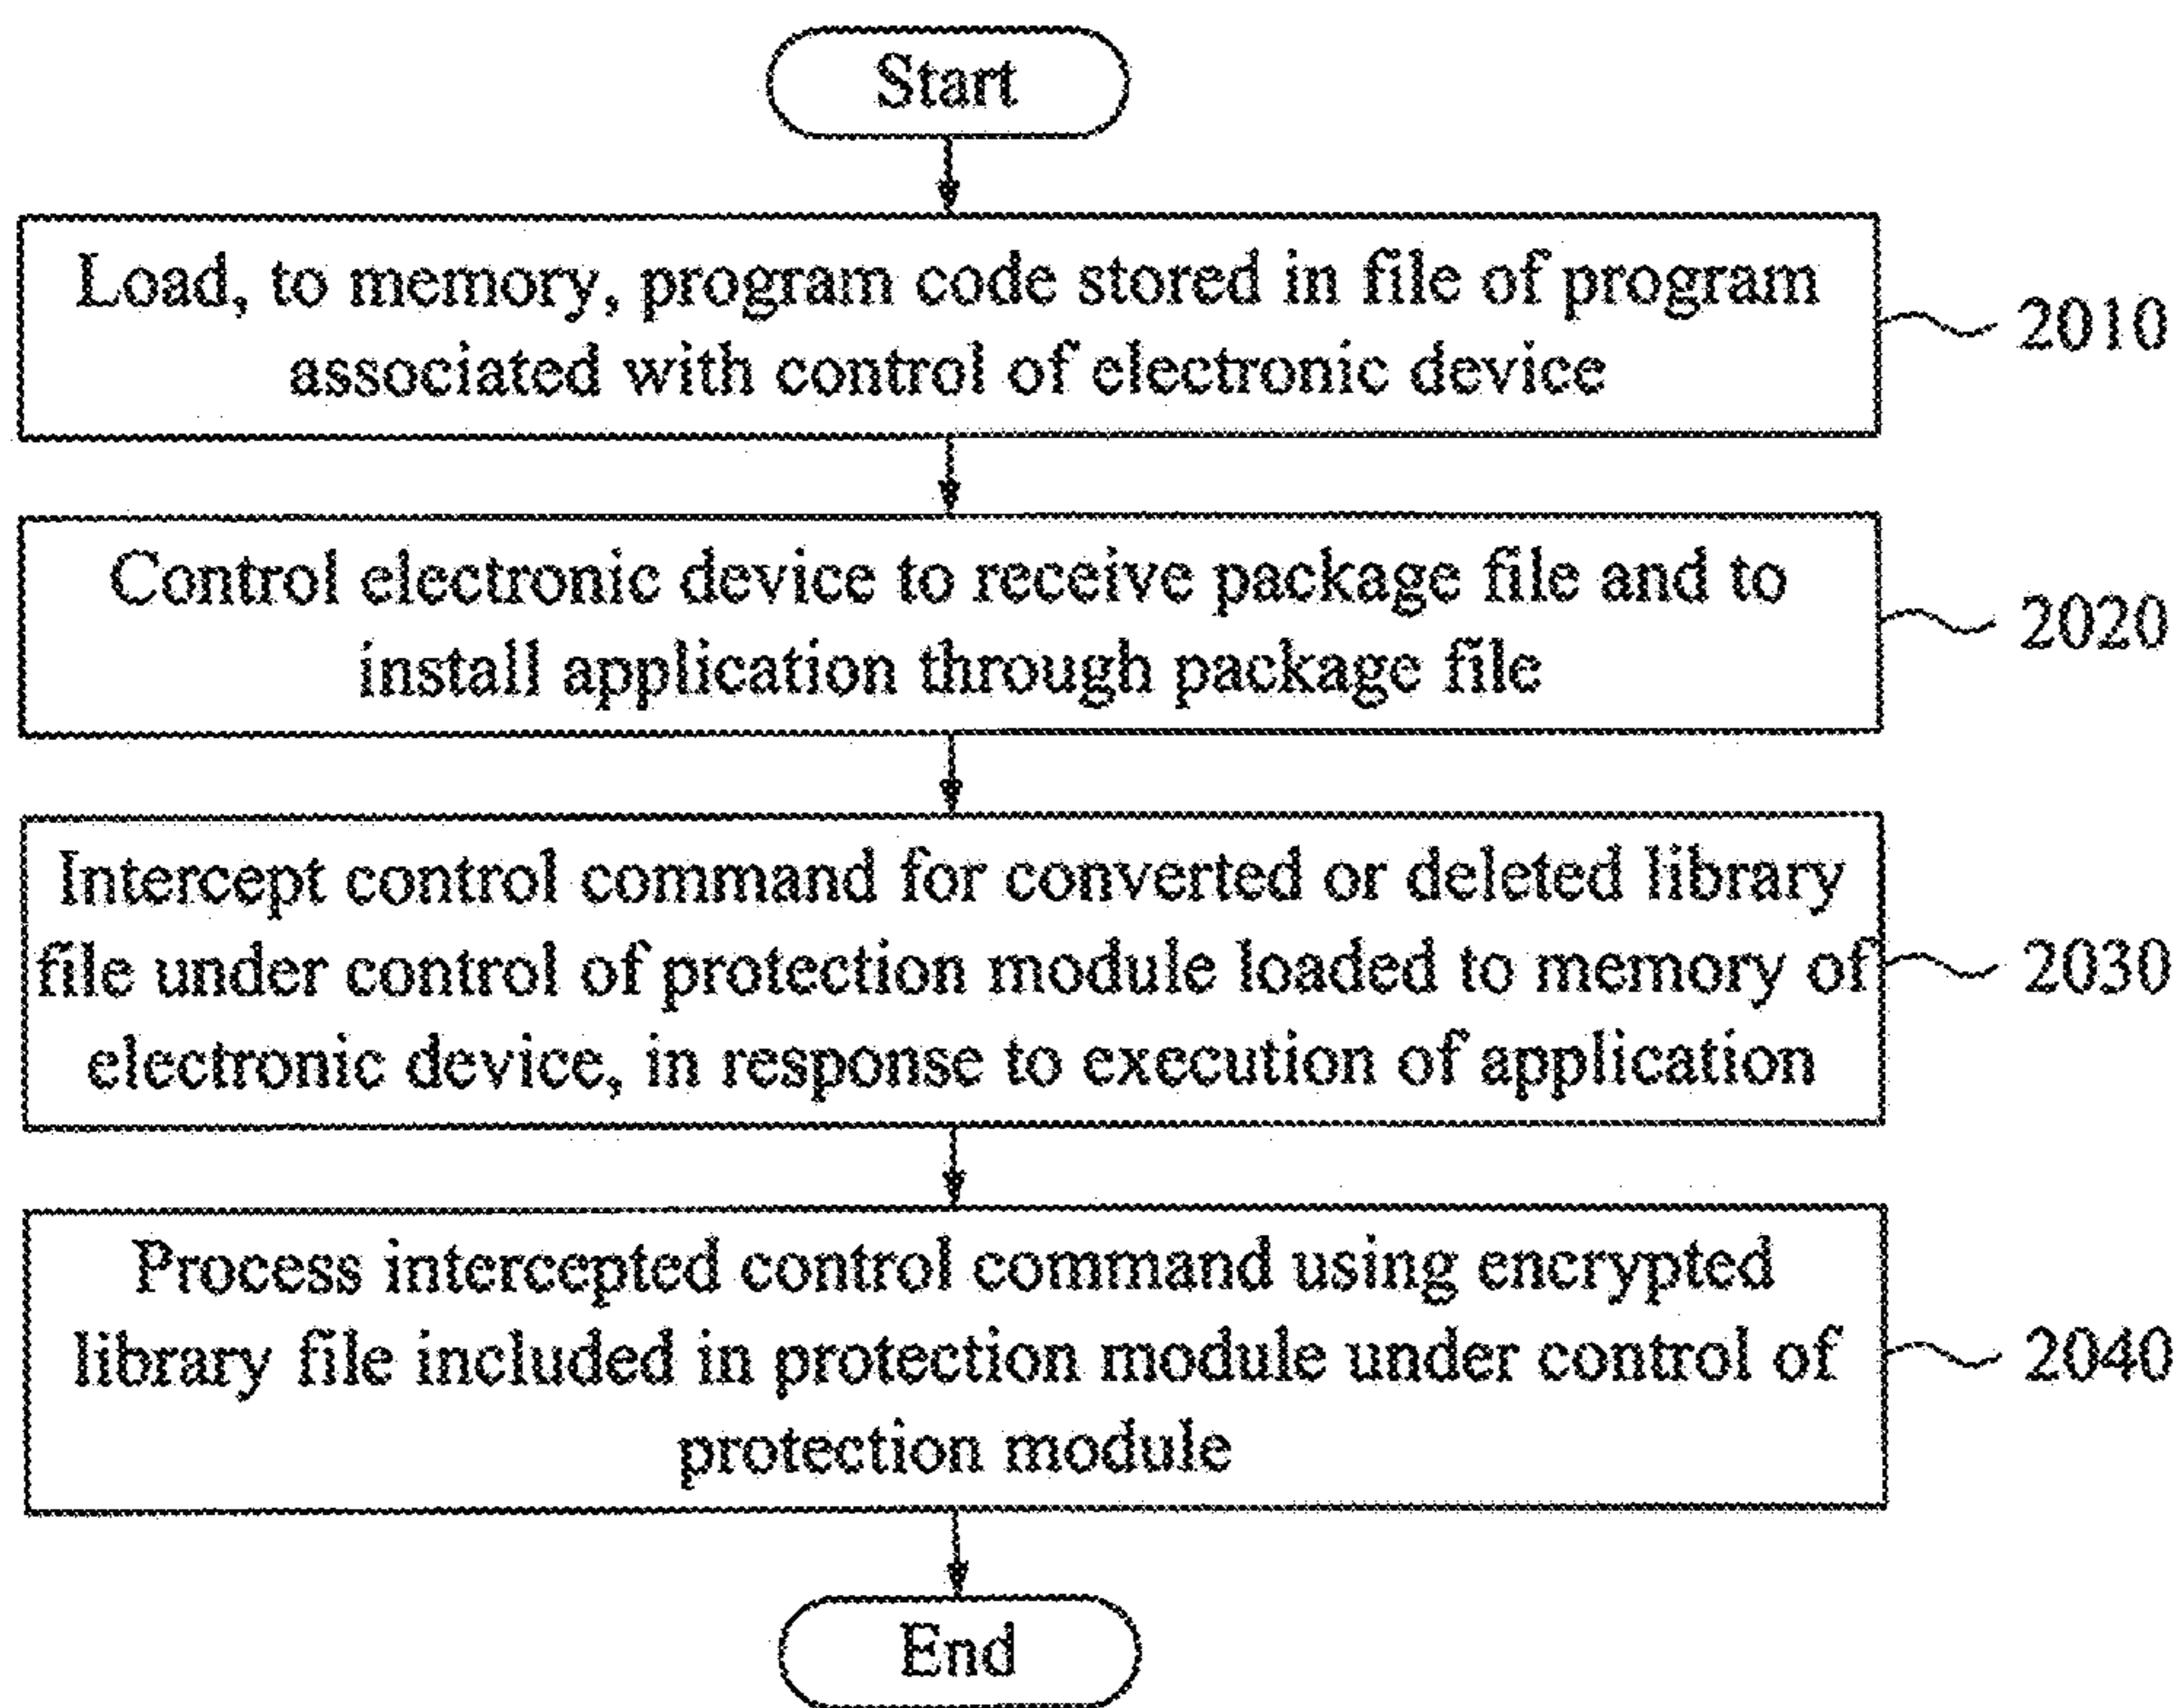 Start
Load, to memory, program code stored in file of program
associated with control of electronic device
2010
Control electronic device to receive package file and to
install application through package file
2020
Intercept control command for converted or deleted library
file under control of protection module loaded to memory of
electronic device, in response to execution of application
2030
Process intercepted control command using encrypted
library file included in protection module under control of
protection module
2040
End